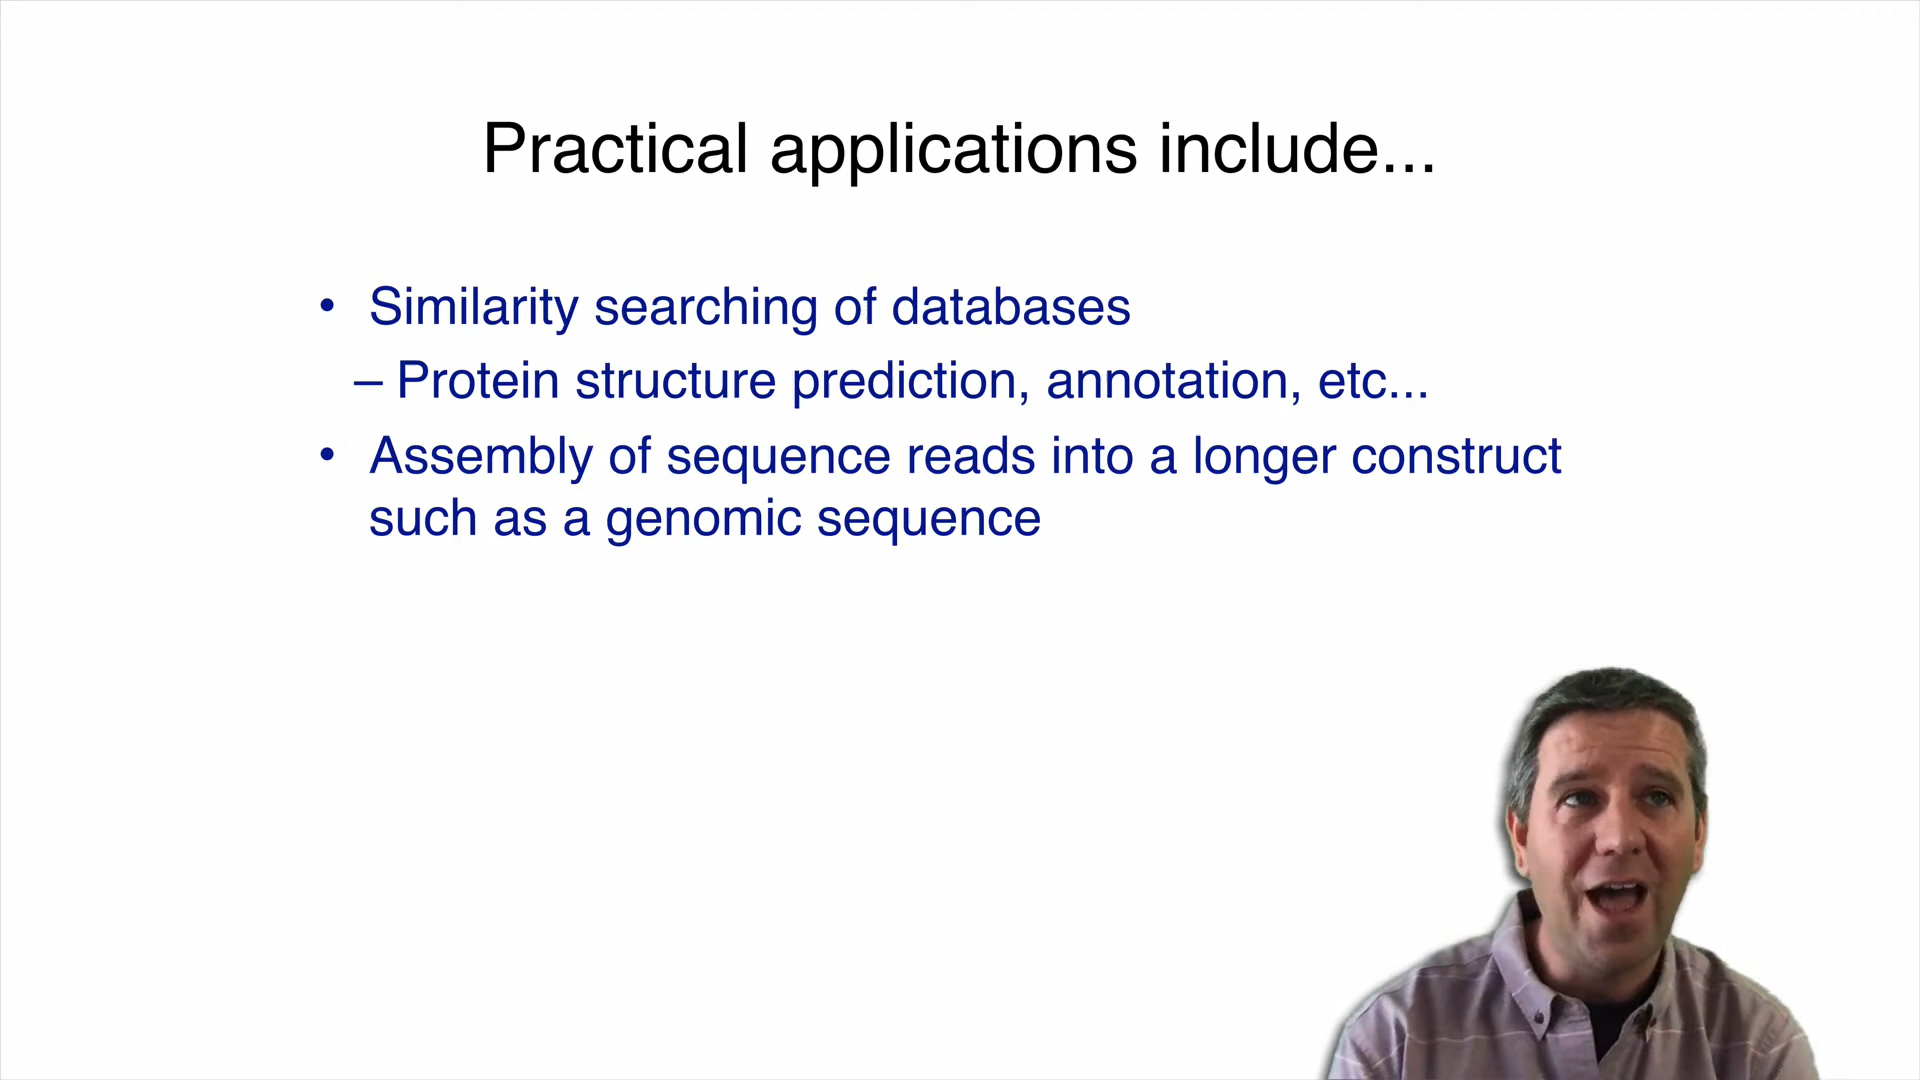 Practical applications include...
• Similarity searching of databases
– Protein structure prediction, annotation, etc...
• Assembly of sequence reads into a longer construct
such as a genomic sequence